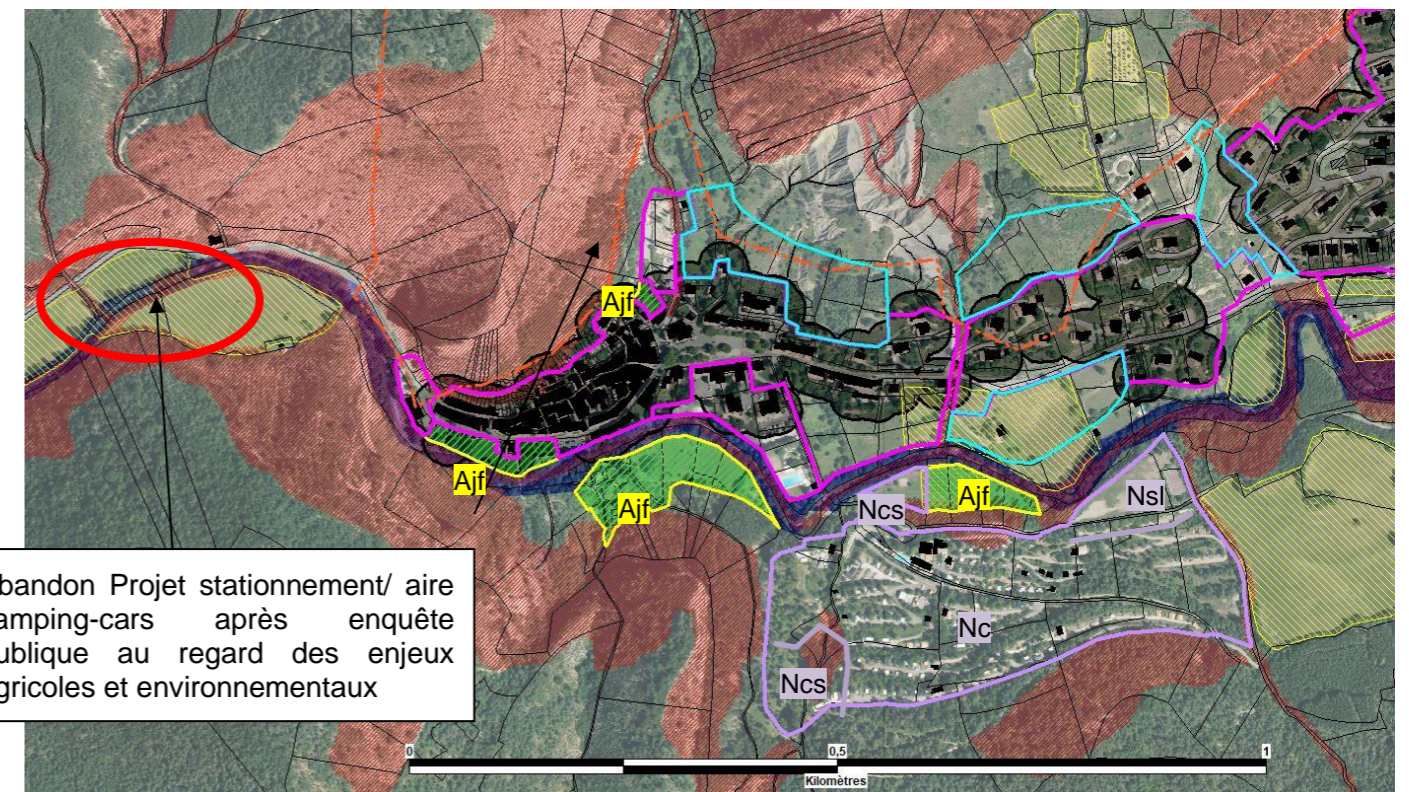 Ajf
Ajf
Ajf
Ncs
Ajf
Nsl
Nc
Ncs
bandon Projet stationnement/ aire
amping-cars après enquête
ublique au regard des enjeux
gricoles et environnementaux
0 0,5 1
Kilomètres